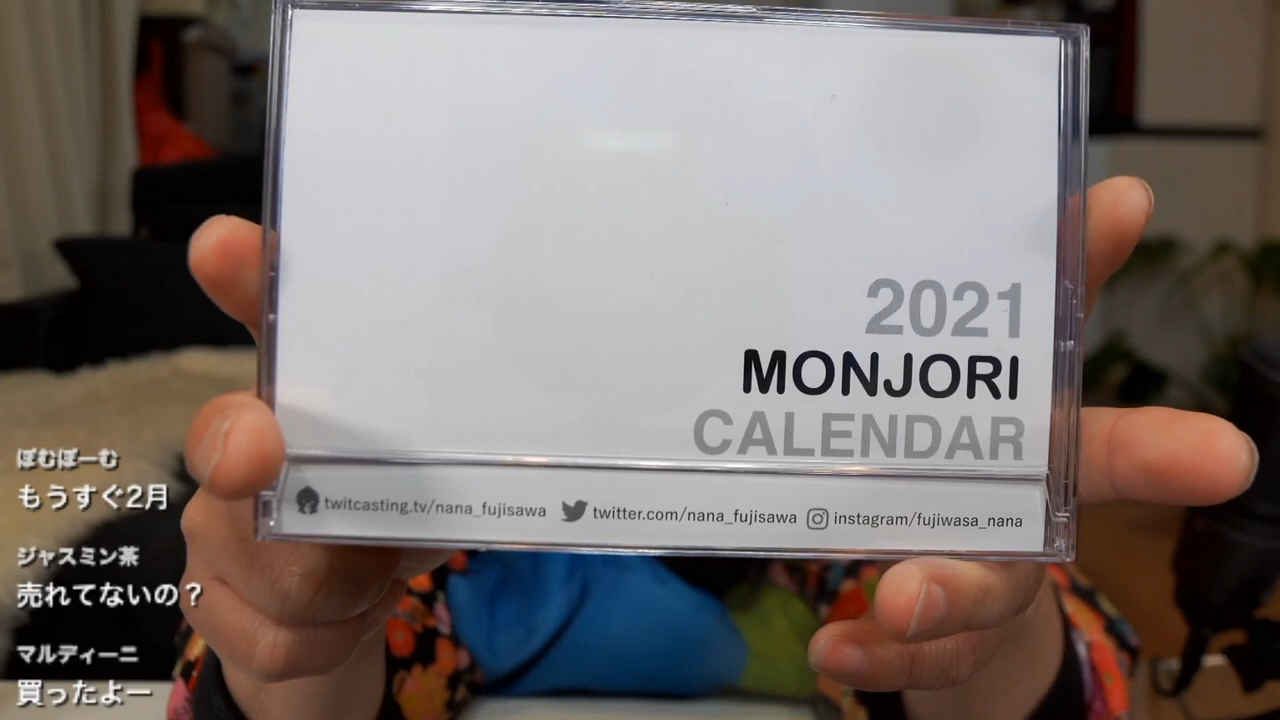 2021
MONJORI
CALENDAR
twitcasting.tv/nana_fujisawa twitter.com/nana_fujisawa instagram/fujiwasa_nana
ぽむぽーむ
もうすぐ2月
ジャスミン茶
売れてないの？
マルディーニ
買ったよー